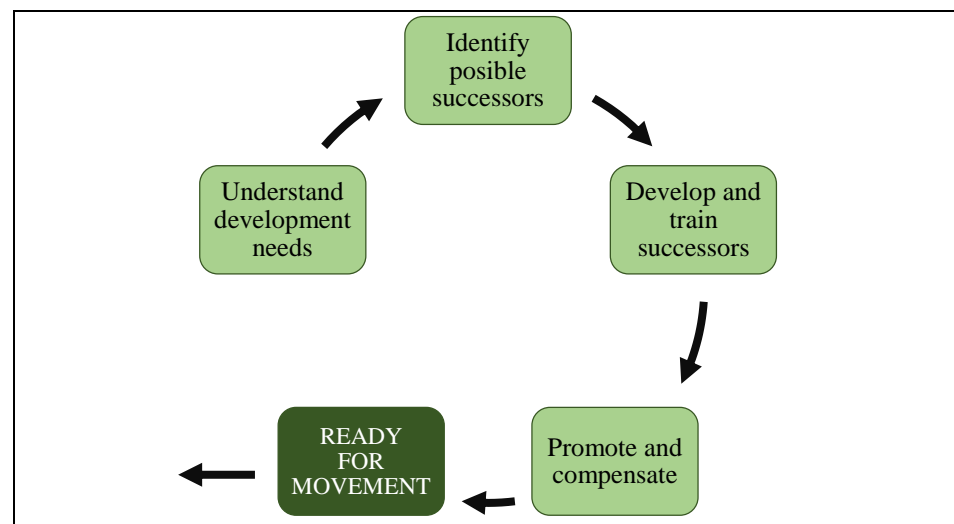 Identify
posible
successors
Understand
development
needs
Develop and
train
successors
READY
FOR
MOVEMENT
Promote and
compensate